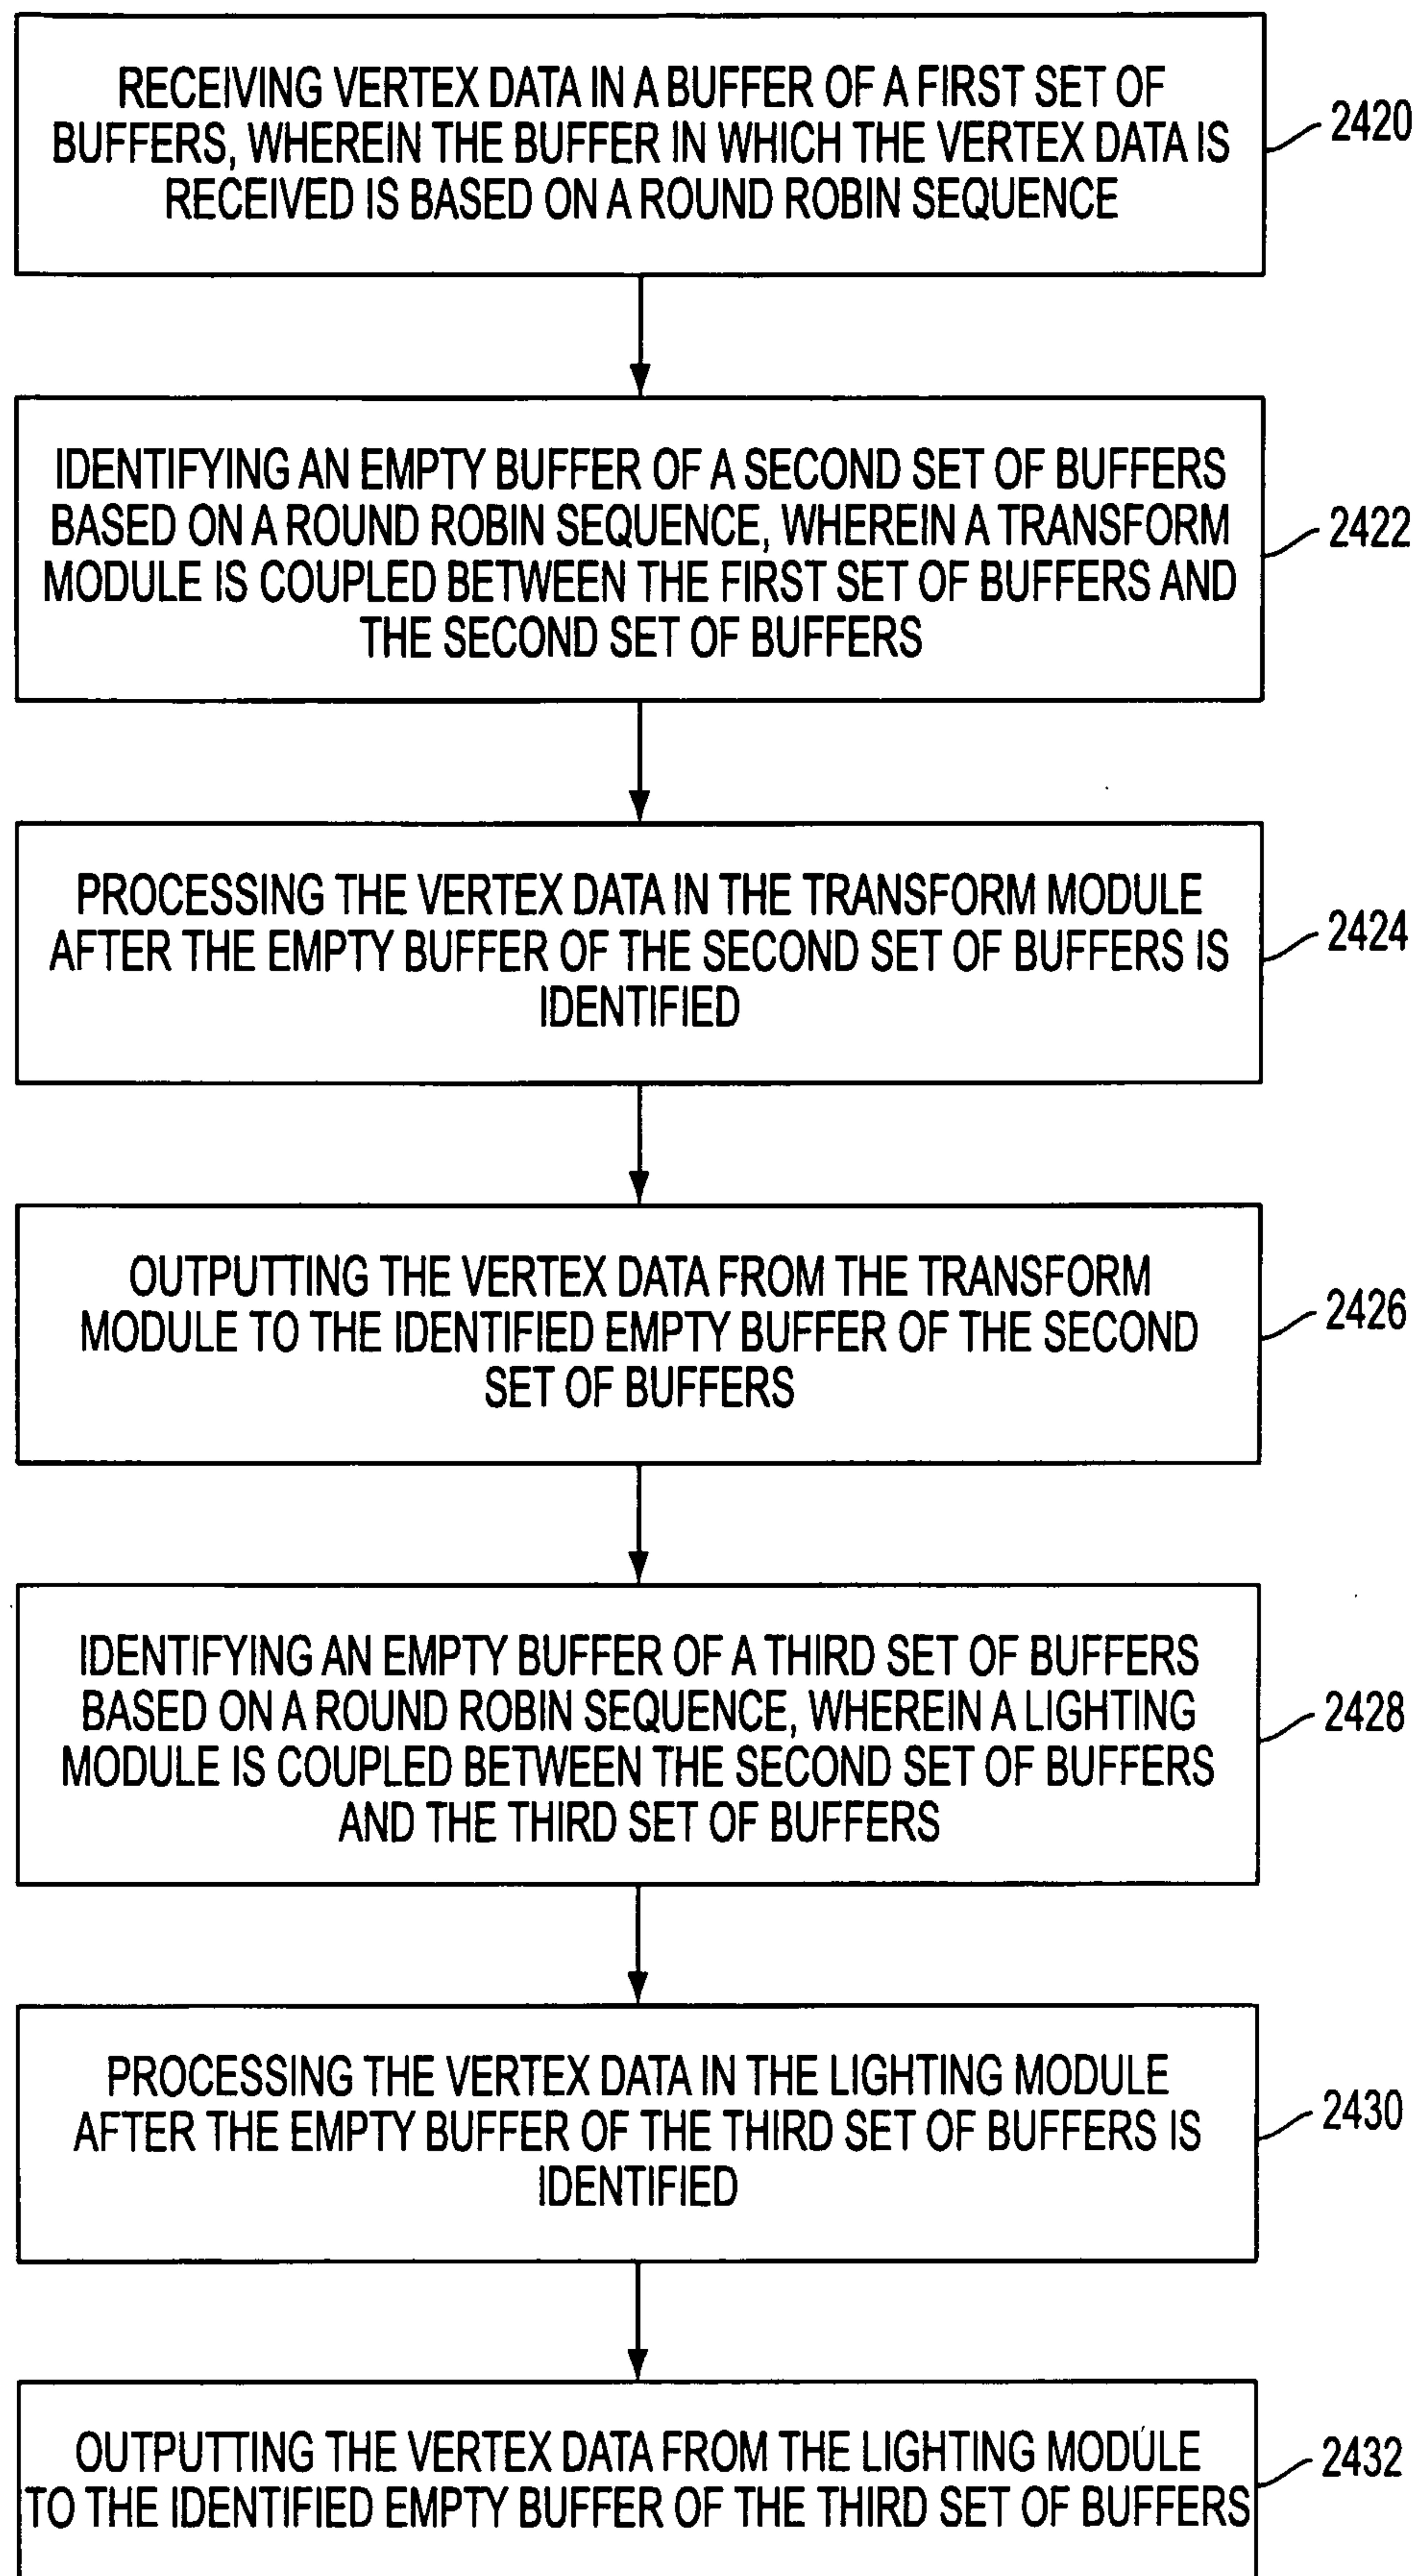 RECEIVING VERTEX DATA IN A BUFFER OF A FIRST SET OF
BUFFERS, WHEREIN THE BUFFER IN WHICH THE VERTEX DATA IS
RECEIVED IS BASED ON A ROUND ROBIN SEQUENCE
2420
IDENTIFYING AN EMPTY BUFFER OF A SECOND SET OF BUFFERS
BASED ON A ROUND ROBIN SEQUENCE, WHEREIN A TRANSFORM
MODULE IS COUPLED BETWEEN THE FIRST SET OF BUFFERS AND
THE SECOND SET OF BUFFERS
2422
PROCESSING THE VERTEX DATA IN THE TRANSFORM MODULE
AFTER THE EMPTY BUFFER OF THE SECOND SET OF BUFFERS IS
IDENTIFIED
2424
OUTPUTTING THE VERTEX DATA FROM THE TRANSFORM
MODULE TO THE IDENTIFIED EMPTY BUFFER OF THE SECOND
SET OF BUFFERS
2426
IDENTIFYING AN EMPTY BUFFER OF A THIRD SET OF BUFFERS
BASED ON A ROUND ROBIN SEQUENCE, WHEREIN A LIGHTING
MODULE IS COUPLED BETWEEN THE SECOND SET OF BUFFERS
AND THE THIRD SET OF BUFFERS
2428
PROCESSING THE VERTEX DATA IN THE LIGHTING MODULE
AFTER THE EMPTY BUFFER OF THE THIRD SET OF BUFFERS IS
IDENTIFIED
2430
OUTPUTTING THE VERTEX DATA FROM THE LIGHTING MODULE
TO THE IDENTIFIED EMPTY BUFFER OF THE THIRD SET OF BUFFERS
2432